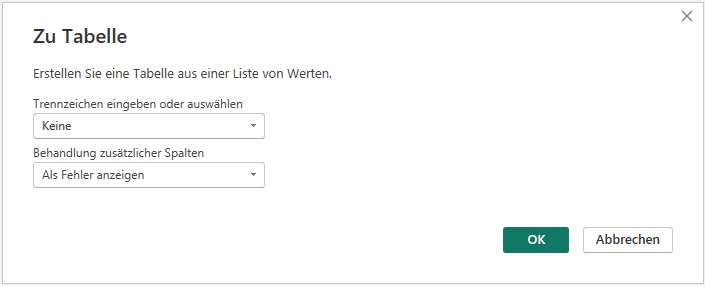 Zu Tabelle
Erstellen Sie eine Tabelle aus einer Liste von Werten.
Trennzeichen eingeben oder auswählen
Keine
Behandlung zusätzlicher Spalten
Als Fehler anzeigen
OK
Abbrechen